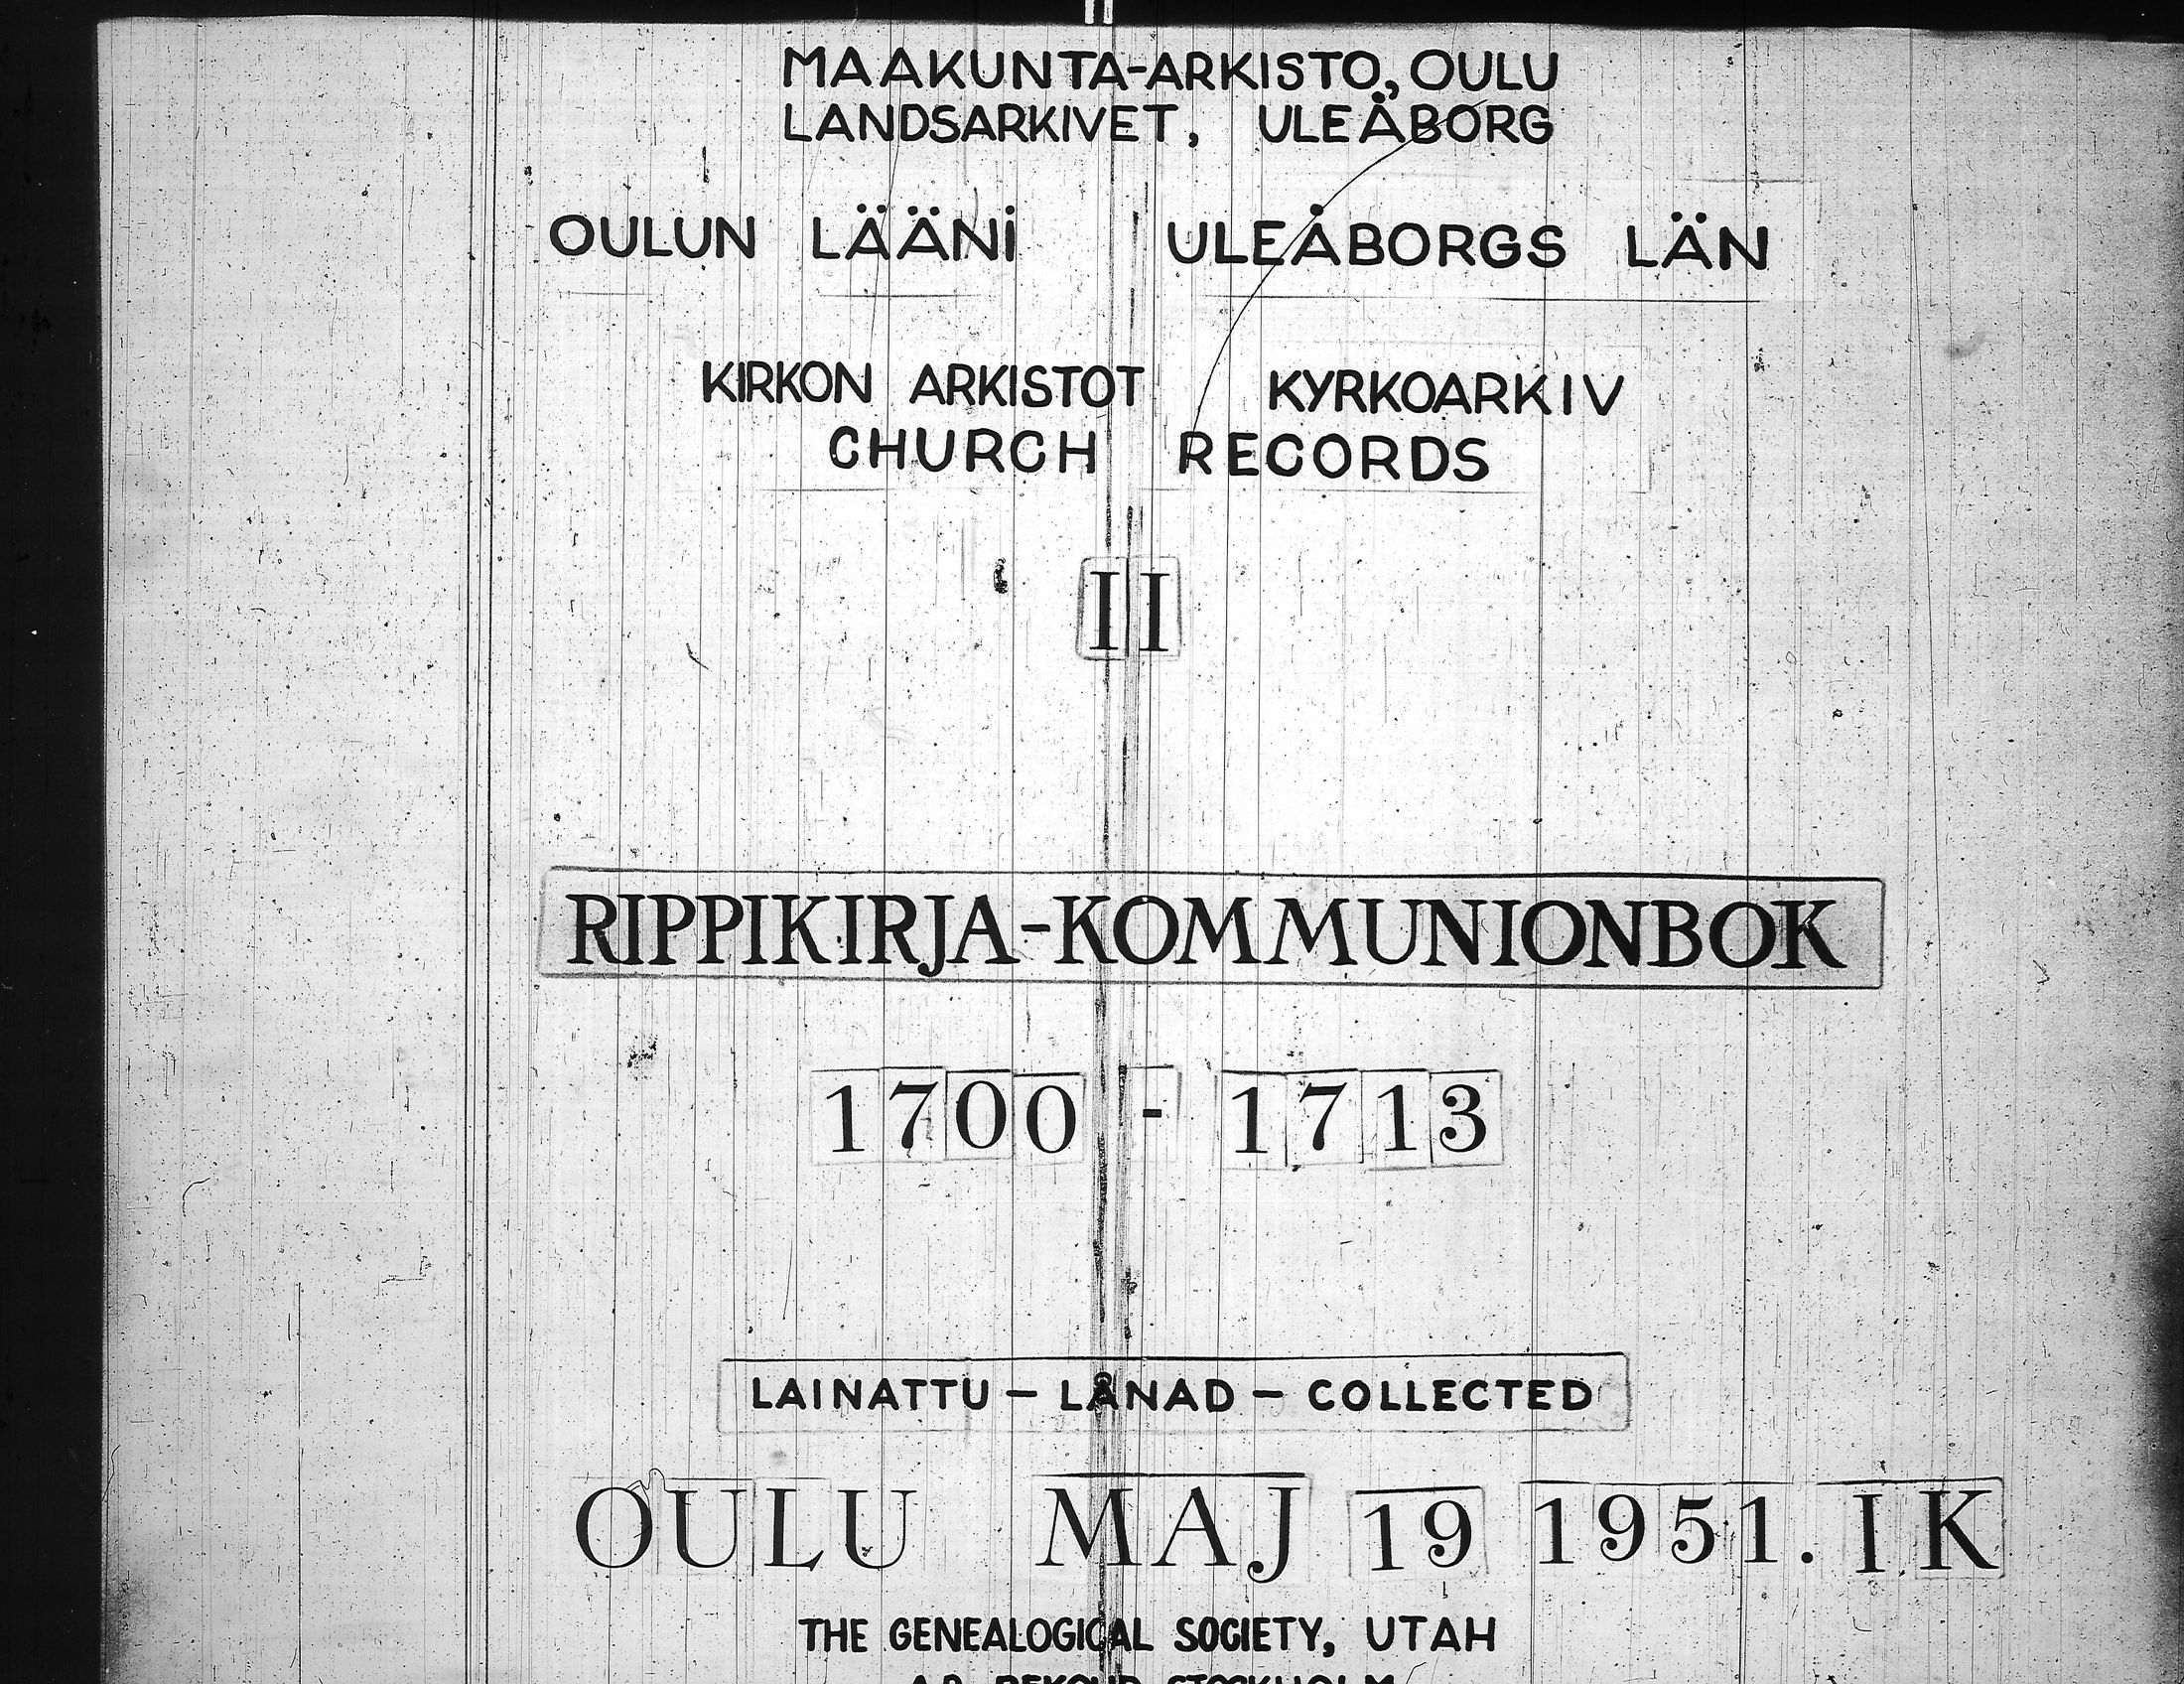 MAAKUNTA-ARKISTO, OULU
LANDSARKIVET, ULEÅBORG
OULUN LÄÄNI ULEÅBORGS LÄN
KIRKON ARKISTOT KYRKOARKIV
CHURCH RECORDS
II
RIPPIKIRJA-KOMMUNIONBOK
1700 - 1713
LAINATTU - LÅNAD - COLLECTED
OULU MAJ 19 1951. IK
THE GENEALOGICAL SOCIETY, UTAH
STOCKHOLM